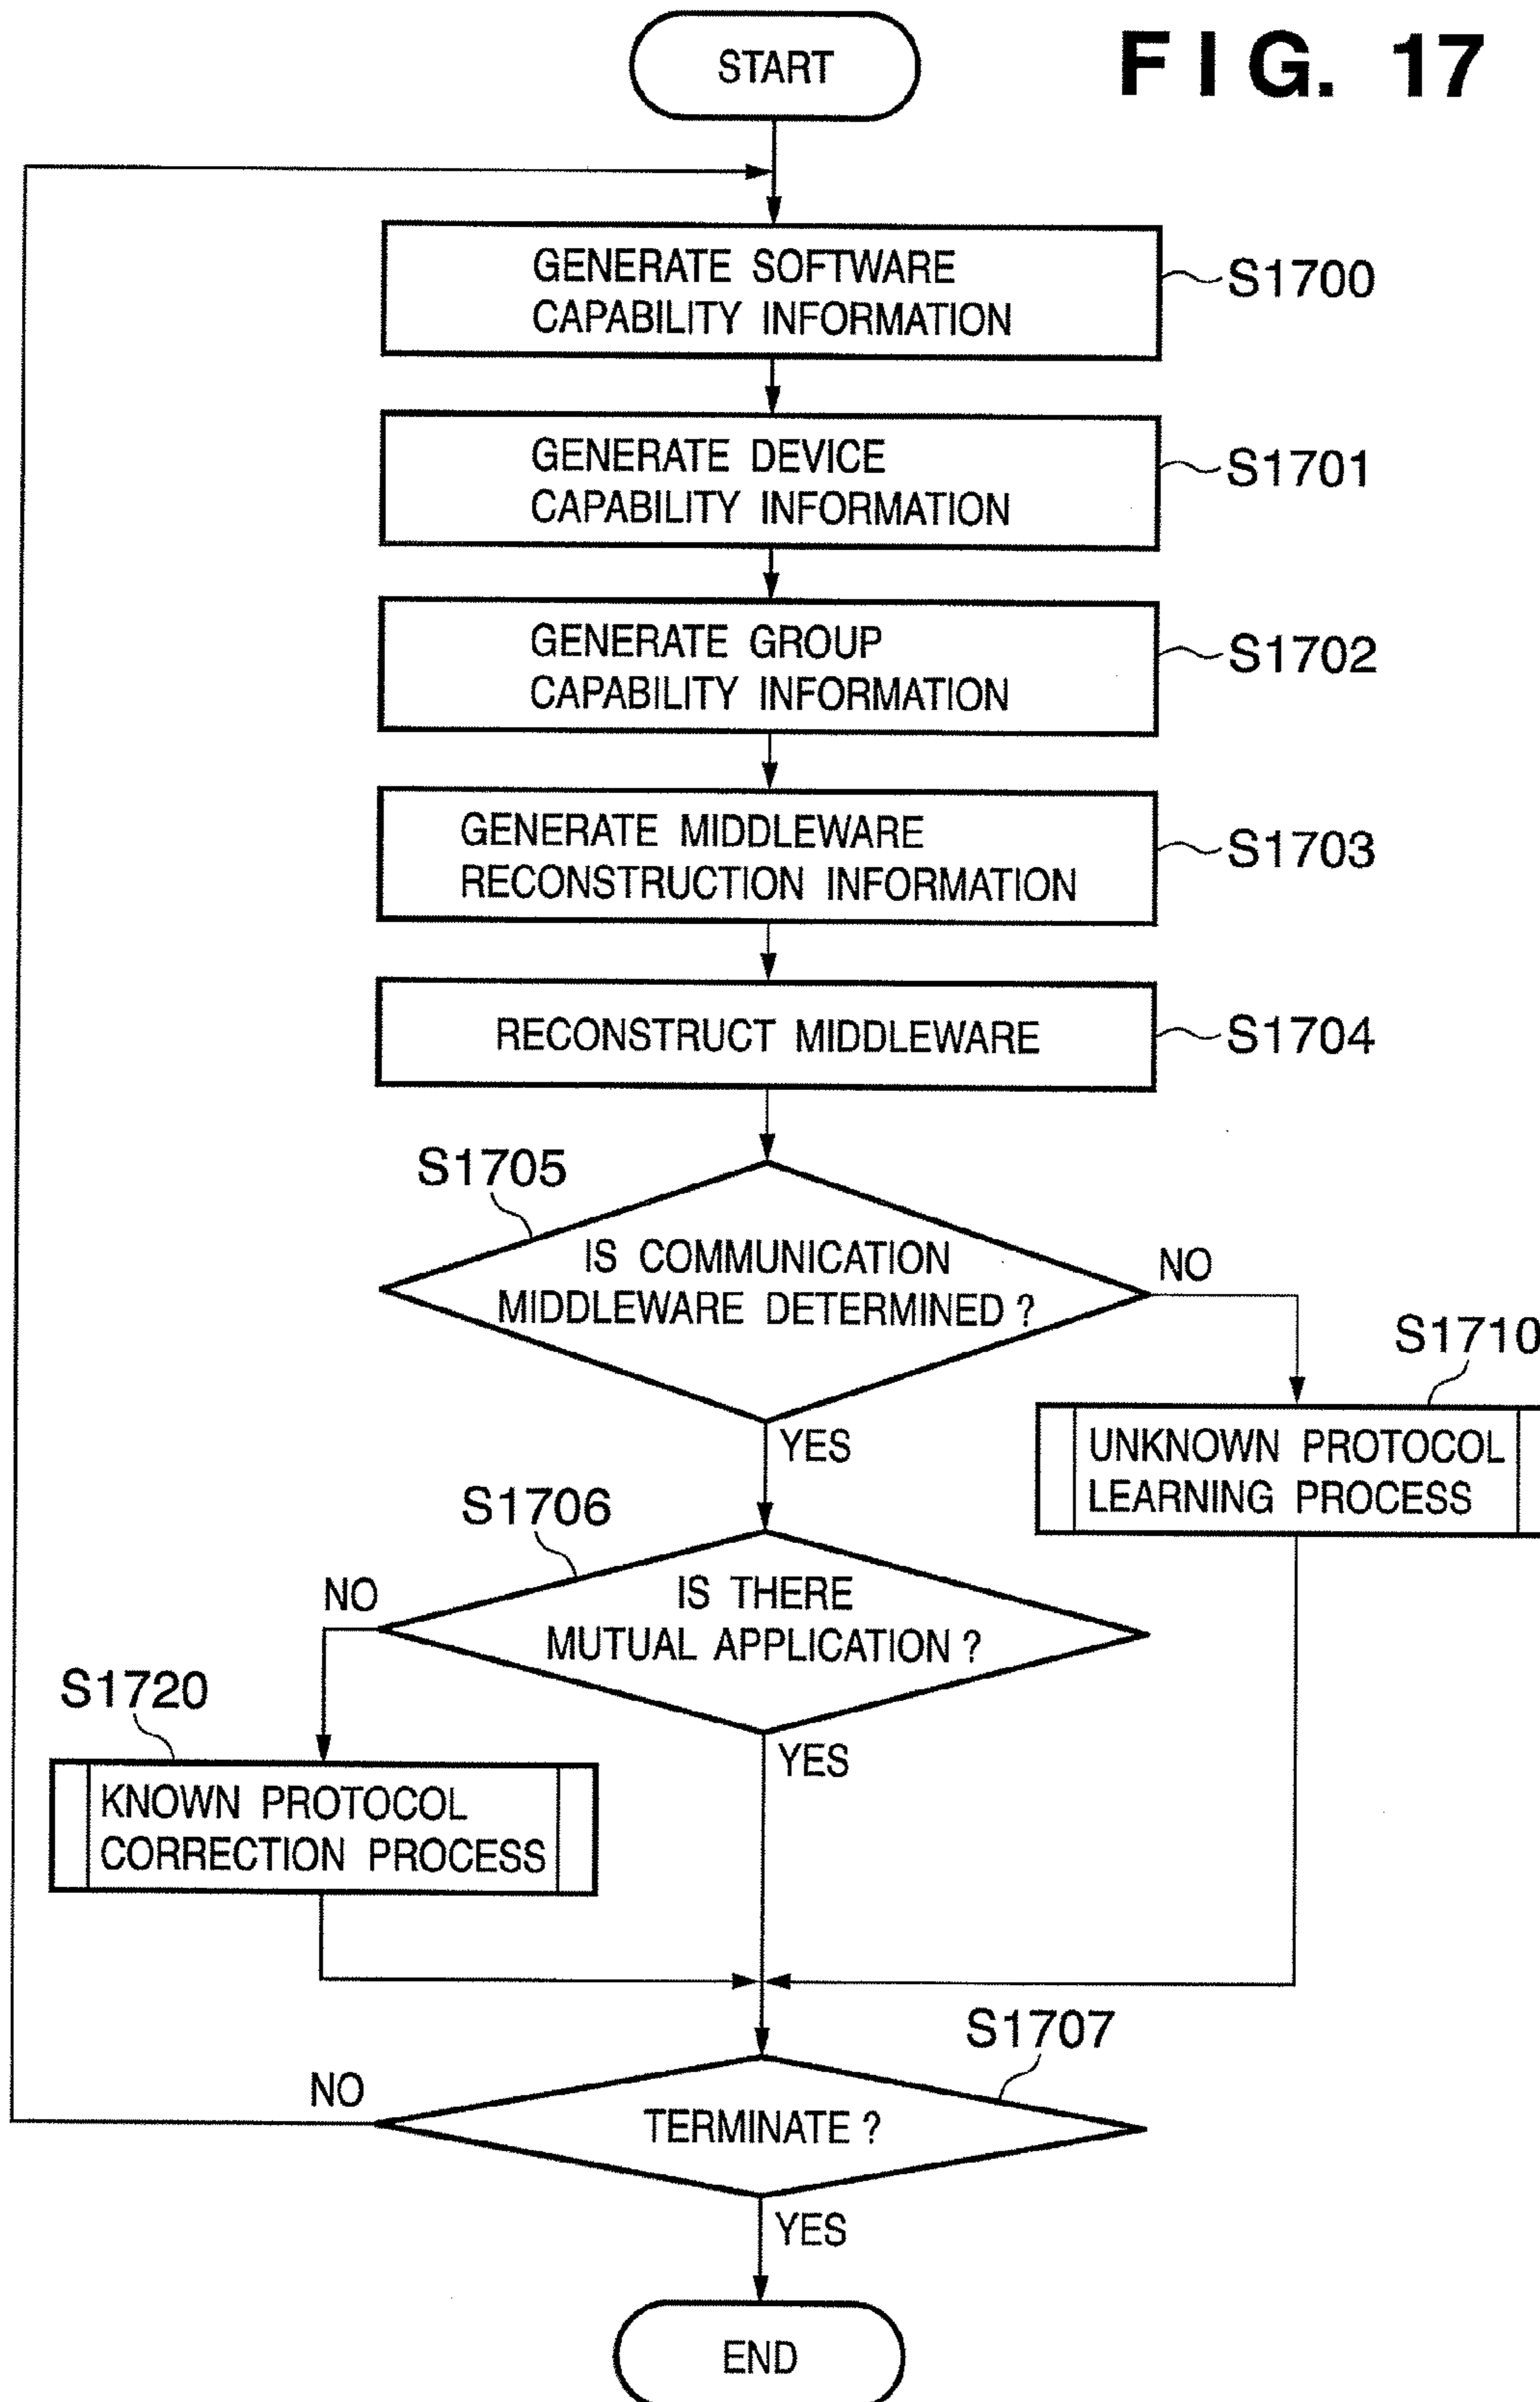 FIG. 17
START
GENERATE SOFTWARE
CAPABILITY INFORMATION
S1700
GENERATE DEVICE
CAPABILITY INFORMATION
S1701
GENERATE GROUP
CAPABILITY INFORMATION
S1702
GENERATE MIDDLEWARE
RECONSTRUCTION INFORMATION
S1703
RECONSTRUCT MIDDLEWARE
S1704
S1705
IS COMMUNICATION
MIDDLEWARE DETERMINED ?
NO
YES
S1710
UNKNOWN PROTOCOL
LEARNING PROCESS
S1706
IS THERE
MUTUAL APPLICATION ?
NO
YES
S1720
KNOWN PROTOCOL
CORRECTION PROCESS
S1707
TERMINATE ?
NO
YES
END